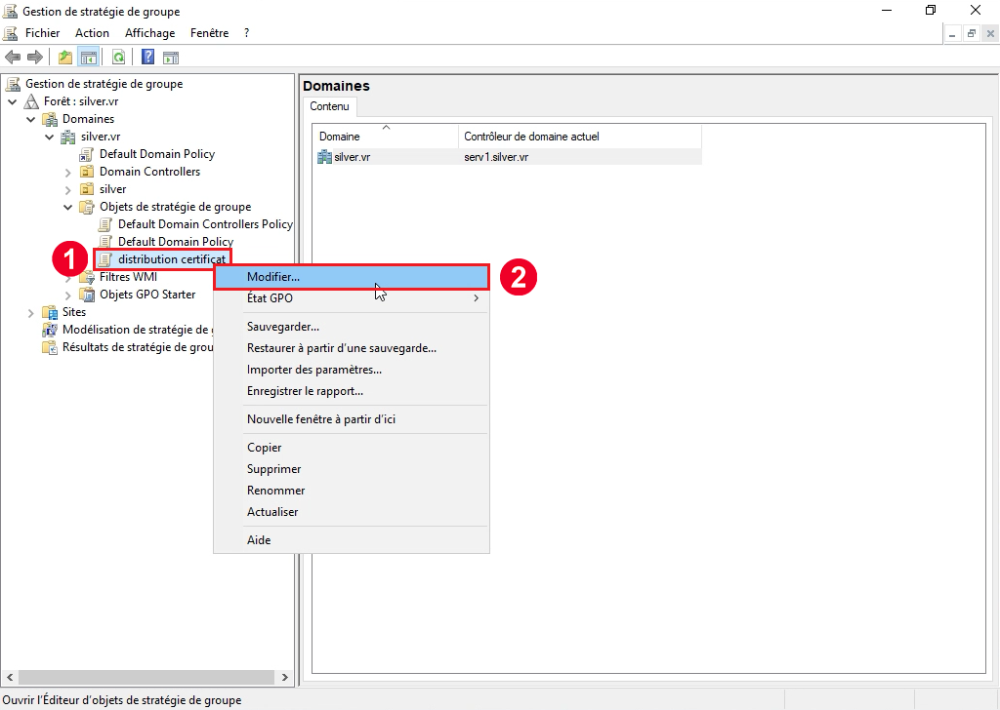 Gestion de stratégie de groupe
Fichier Action Affichage Fenêtre ?
Gestion de stratégie de groupe
Forêt : silver.vr
Domaines
silver.vr
Default Domain Policy
Domain Controllers
silver
Objets de stratégie de groupe
Default Domain Controllers Policy
Default Domain Policy
1
distribution certificat
Filtres WMI
Objets GPO Starter
Sites
Modélisation de stratégie de
Résultats de stratégie de grou
Domaines
Contenu
Domaine Contrôleur de domaine actuel
silver.vr serv1.silver.vr
Modifier...
2
État GPO
Sauvegarder...
Restaurer à partir d'une sauvegarde...
Importer des paramètres...
Enregistrer le rapport...
Nouvelle fenêtre à partir d'ici
Copier
Supprimer
Renommer
Actualiser
Aide
Ouvrir l'Éditeur d'objets de stratégie de groupe